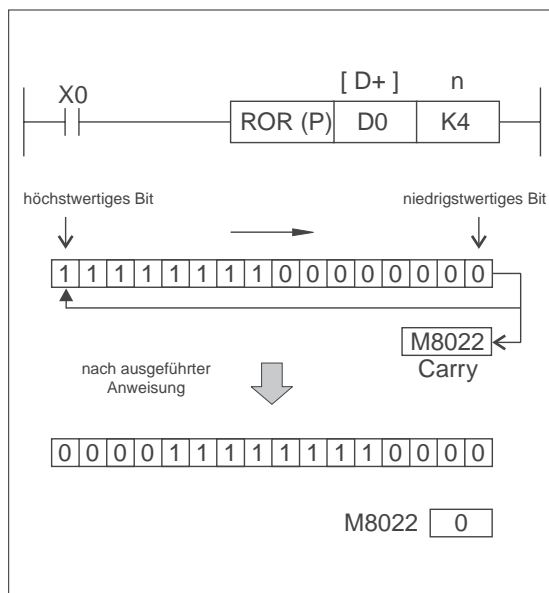 [ D+ ] n
X0
ROR (P) D0 K4
höchstwertiges Bit niedrigstwertiges Bit
1 1 1 1 1 1 1 1 0 0 0 0 0 0 0 0
M8022
Carry
nach ausgeführter
Anweisung
0 0 0 0 1 1 1 1 1 1 1 1 0 0 0 0
M8022 0